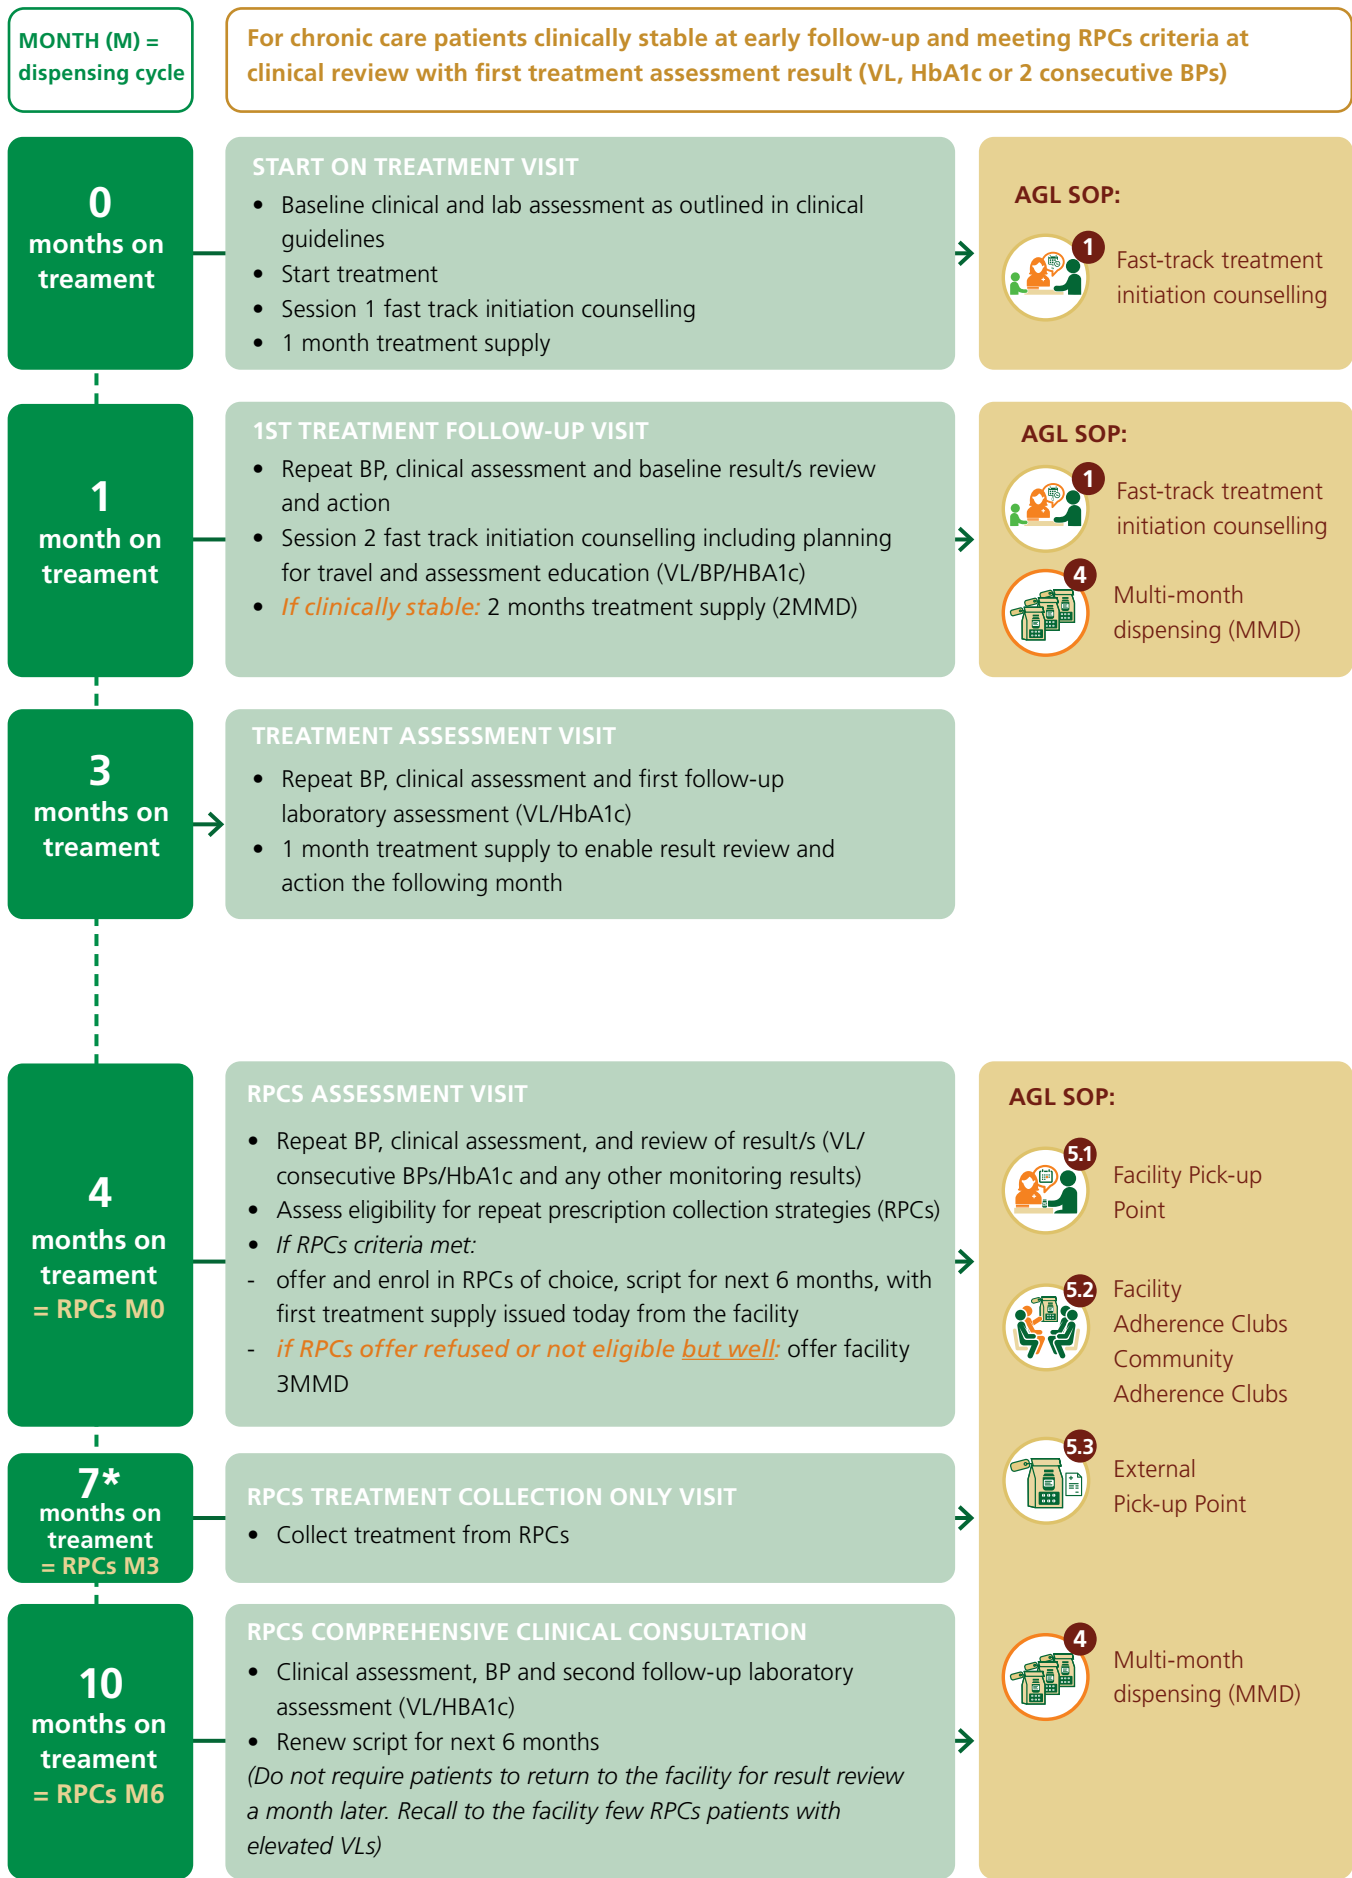 MONTH (M) =
dispensing cycle
For chronic care patients clinically stable at early follow-up and meeting RPCs criteria at
clinical review with first treatment assessment result (VL, HbA1c or 2 consecutive BPs)
0
months on
treament
START ON TREATMENT VISIT
• Baseline clinical and lab assessment as outlined in clinical
guidelines
• Start treatment
• Session 1 fast track initiation counselling
• 1 month treatment supply
AGL SOP:
1
Fast-track treatment
initiation counselling
1
month on
treament
1ST TREATMENT FOLLOW-UP VISIT
• Repeat BP, clinical assessment and baseline result/s review
and action
• Session 2 fast track initiation counselling including planning
for travel and assessment education (VL/BP/HBA1c)
• If clinically stable: 2 months treatment supply (2MMD)
AGL SOP:
1
Fast-track treatment
initiation counselling
4
Multi-month
dispensing (MMD)
3
months on
treament
TREATMENT ASSESSMENT VISIT
• Repeat BP, clinical assessment and first follow-up
laboratory assessment (VL/HbA1c)
• 1 month treatment supply to enable result review and
action the following month
4
months on
treament
= RPCs M0
RPCS ASSESSMENT VISIT
• Repeat BP, clinical assessment, and review of result/s (VL/
consecutive BPs/HbA1c and any other monitoring results)
• Assess eligibility for repeat prescription collection strategies (RPCs)
• If RPCs criteria met:
- offer and enrol in RPCs of choice, script for next 6 months, with
first treatment supply issued today from the facility
- if RPCs offer refused or not eligible but well: offer facility
3MMD
AGL SOP:
5.1
Facility Pick-up
Point
5.2
Facility
Adherence Clubs
Community
Adherence Clubs
5.3
External
Pick-up Point
7*
months on
treament
= RPCs M3
RPCS TREATMENT COLLECTION ONLY VISIT
• Collect treatment from RPCs
10
months on
treament
= RPCs M6
RPCS COMPREHENSIVE CLINICAL CONSULTATION
• Clinical assessment, BP and second follow-up laboratory
assessment (VL/HBA1c)
• Renew script for next 6 months
(Do not require patients to return to the facility for result review
a month later. Recall to the facility few RPCs patients with
elevated VLs)
4
Multi-month
dispensing (MMD)